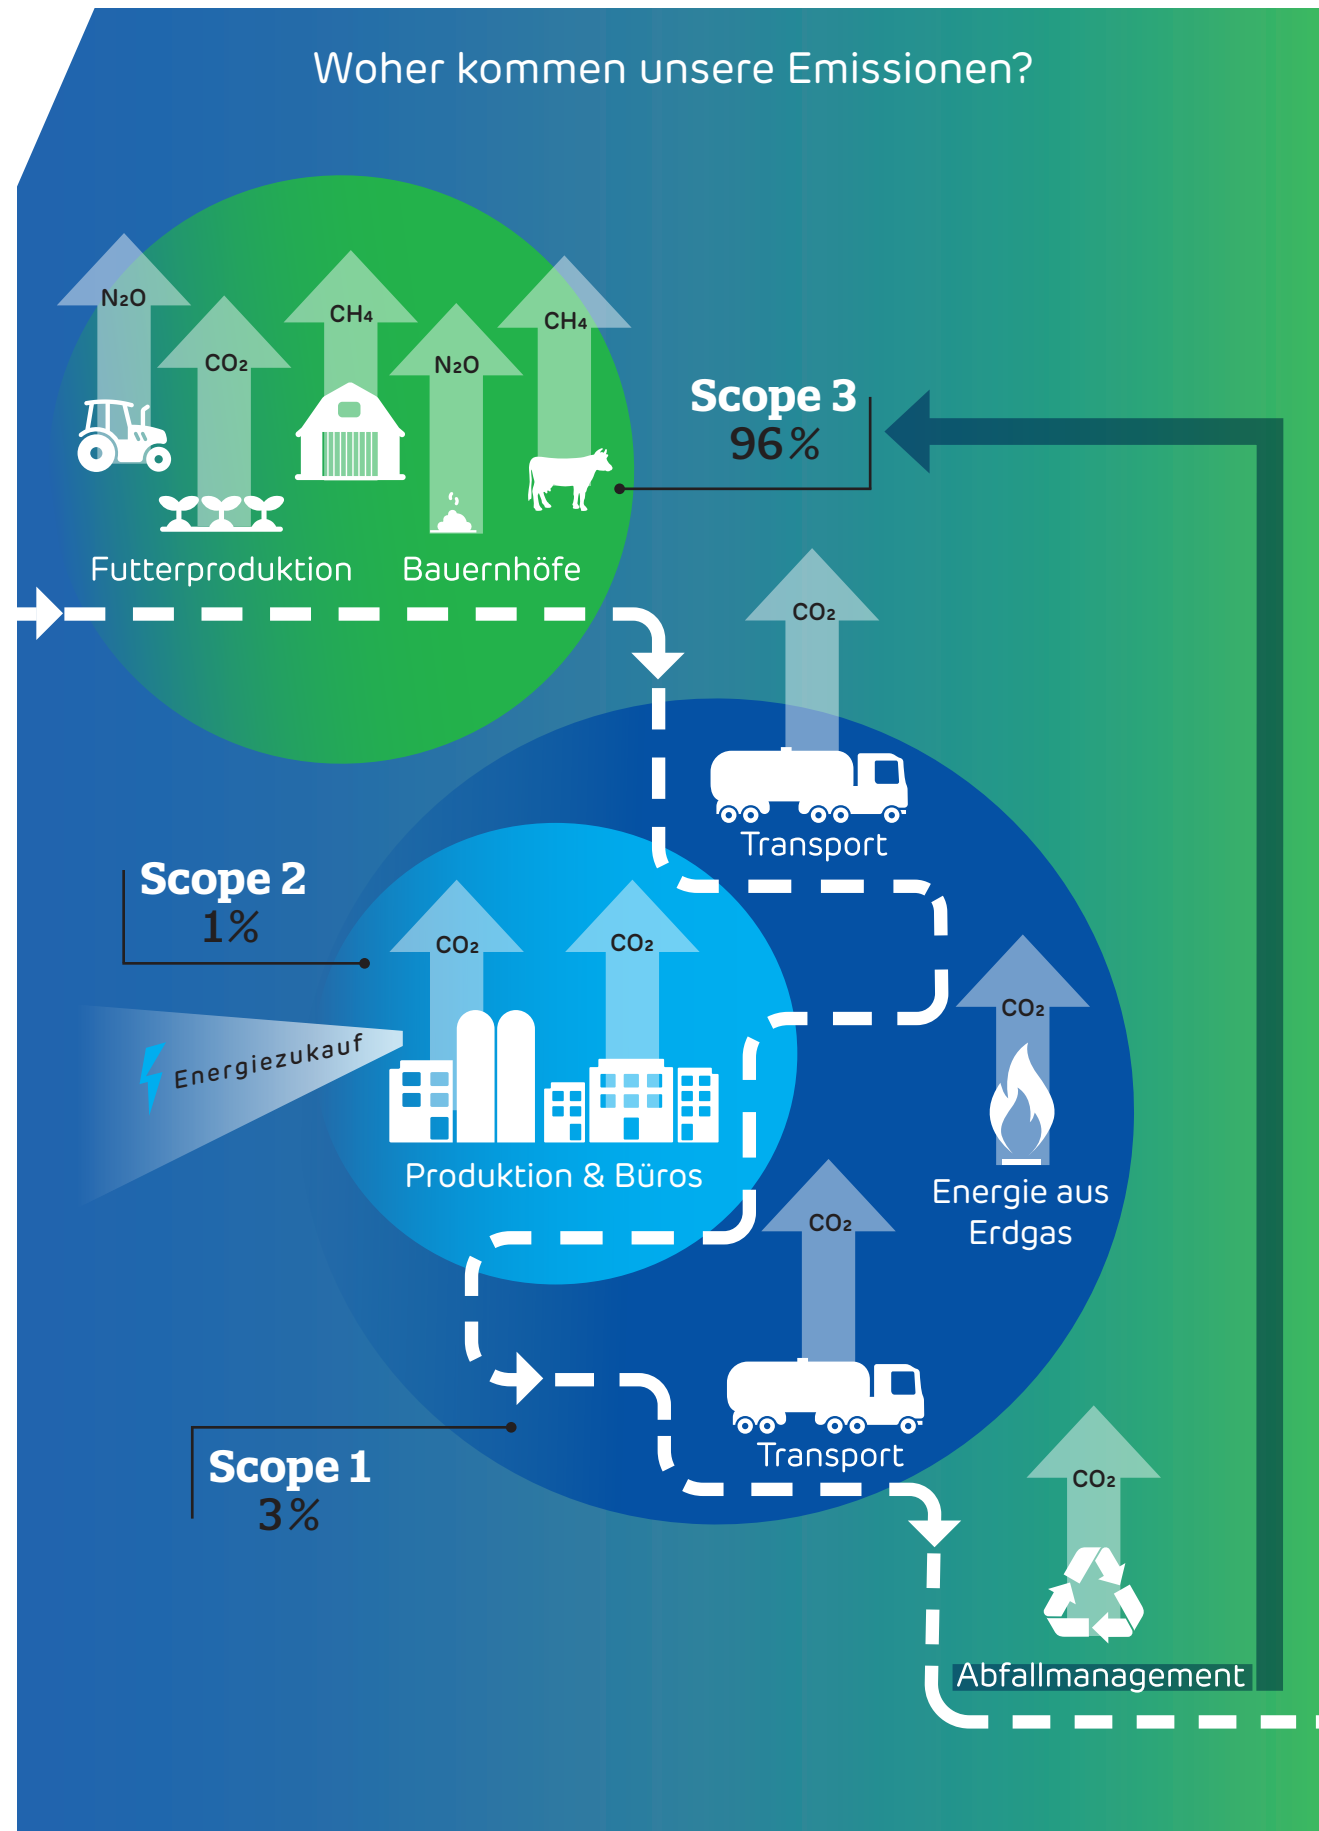 Woher kommen unsere Emissionen?
N₂O
CO₂
CH₄
N₂O
CH₄
Scope 3
96 %
Futterproduktion
Bauernhöfe
CO₂
Transport
Scope 2
1 %
CO₂
CO₂
CO₂
Energiezukauf
Produktion & Büros
Energie aus
Erdgas
CO₂
Transport
Scope 1
3 %
CO₂
Abfallmanagement